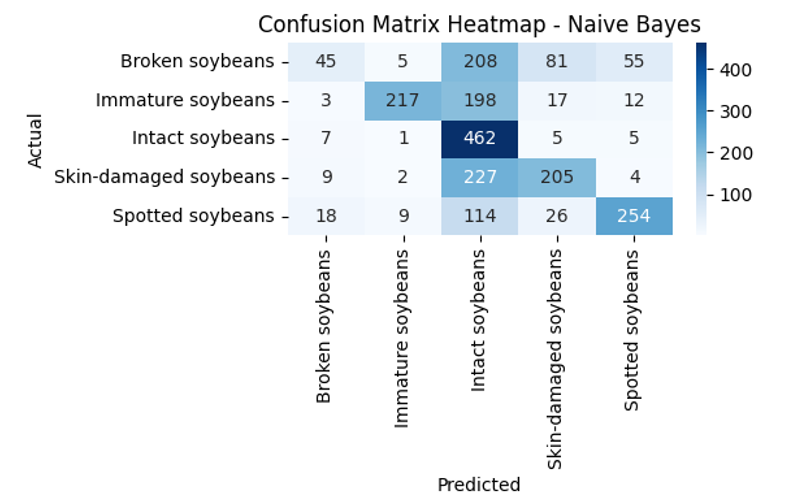 Confusion Matrix Heatmap - Naive Bayes
Actual
Broken soybeans 45 5 208 81 55
Immature soybeans 3 217 198 17 12
Intact soybeans 7 1 462 5 5
Skin-damaged soybeans 9 2 227 205 4
Spotted soybeans 18 9 114 26 254
400
300
200
100
Broken soybeans
Immature soybeans
Intact soybeans
Skin-damaged soybeans
Spotted soybeans
Predicted